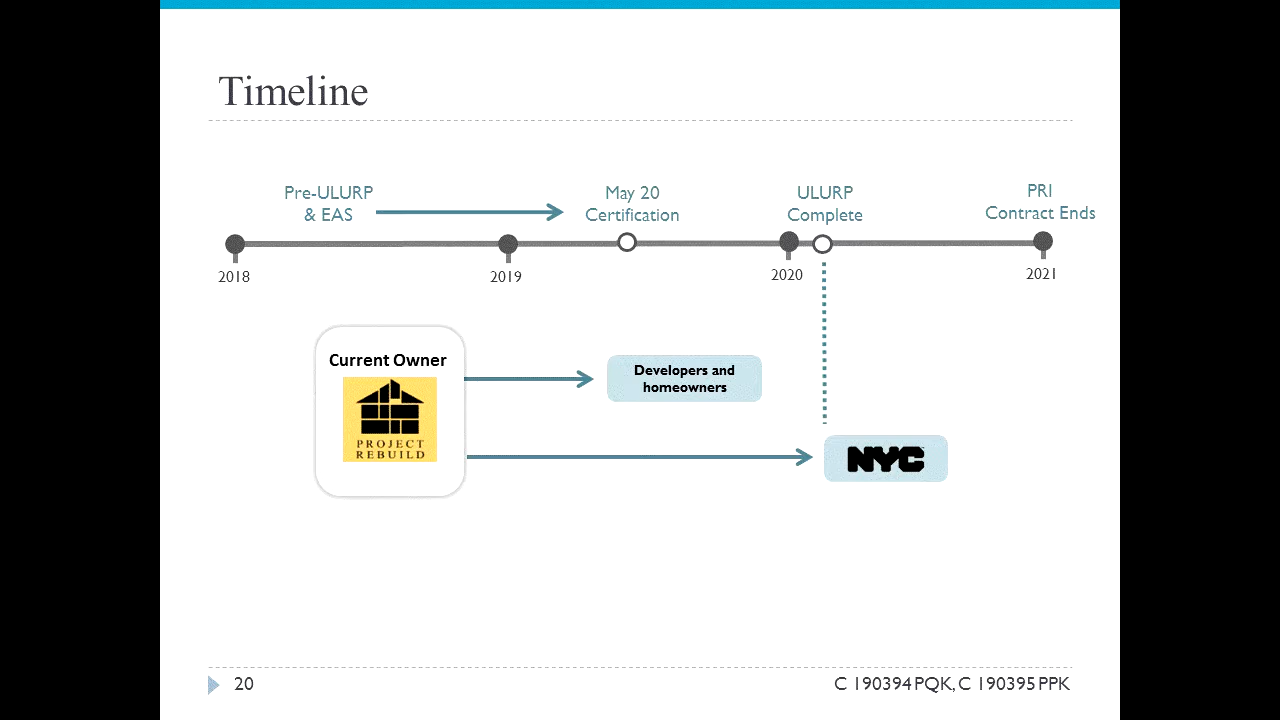 Timeline
Pre-ULURP
& EAS
May 20
Certification
ULURP
Complete
PRI
Contract Ends
2018
2019
2020
2021
Current Owner
PROJECT
REBUILD
Developers and
homeowners
NYC
20
C 190394 PQK, C 190395 PPK